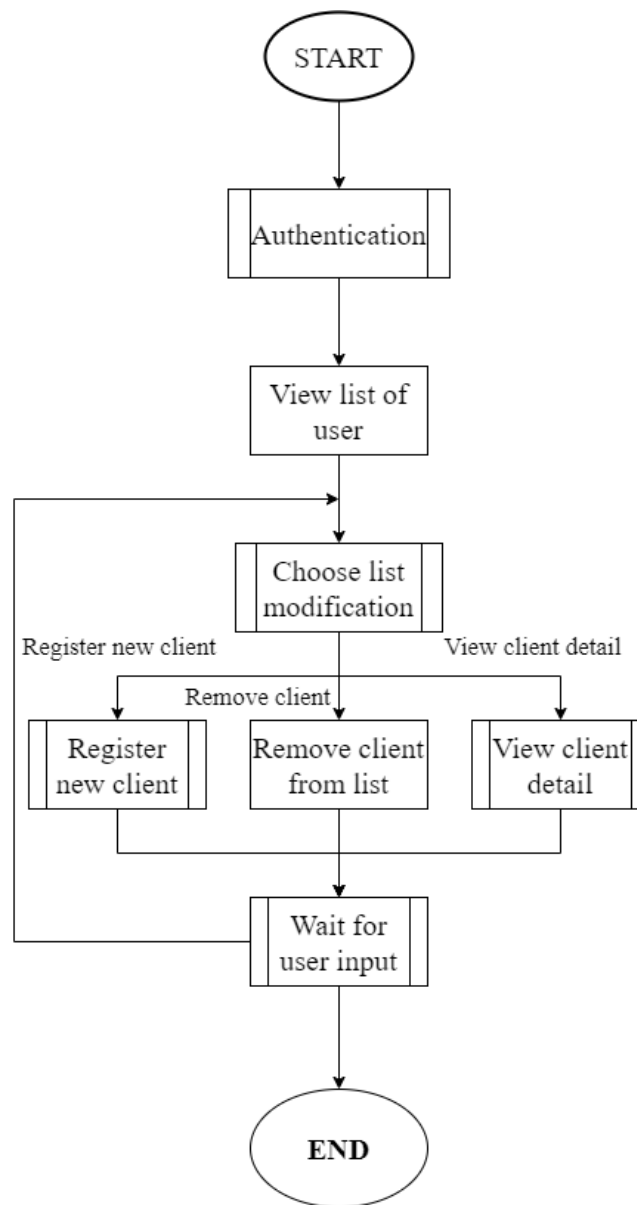 START
Authentication
View list of
user
Choose list
modification
Register new client
View client detail
Remove client
Register
new client
Remove client
from list
View client
detail
Wait for
user input
END